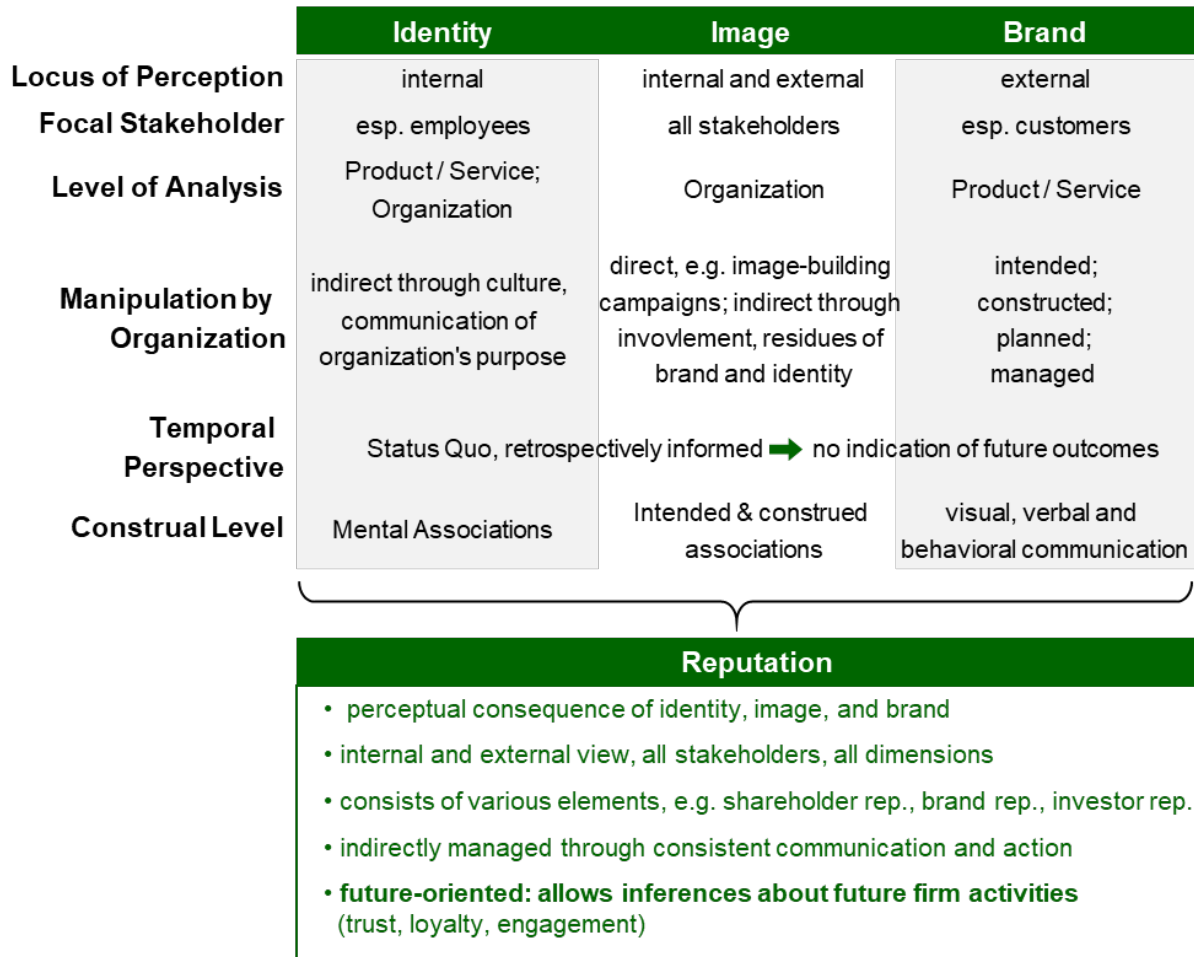 Identity Image Brand
Locus of Perception internal internal and external external
Focal Stakeholder esp. employees all stakeholders esp. customers
Level of Analysis
Product / Service;
Organization
Organization
Product / Service
Manipulation by
Organization
indirect through culture,
communication of
organization's purpose
direct, e.g. image-building
campaigns; indirect through
invovlement, residues of
brand and identity
intended;
constructed;
planned;
managed
Temporal
Perspective
Status Quo, retrospectively informed ➡ no indication of future outcomes
Construal Level
Mental Associations
Intended & construed
associations
visual, verbal and
behavioral communication
Reputation
• perceptual consequence of identity, image, and brand
• internal and external view, all stakeholders, all dimensions
• consists of various elements, e.g. shareholder rep., brand rep., investor rep.
• indirectly managed through consistent communication and action
• future-oriented: allows inferences about future firm activities
(trust, loyalty, engagement)